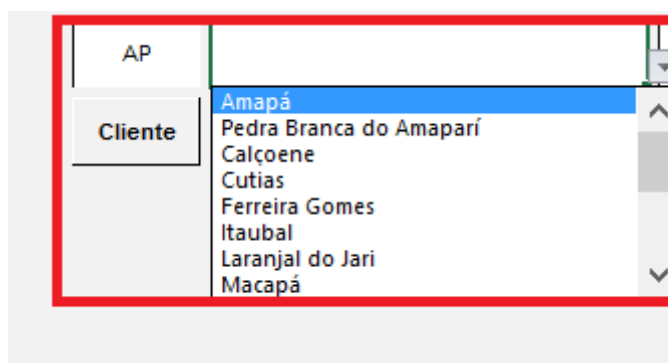 AP
Cliente
Amapá
Pedra Branca do Amaparí
Calçoene
Cutias
Ferreira Gomes
Itaubal
Laranjal do Jari
Macapá